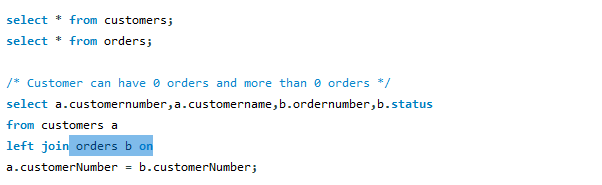 select * from customers;
select * from orders;
/* Customer can have 0 orders and more than 0 orders */
select a.customernumber,a.customername,b.ordernumber,b.status
from customers a
left join orders b on
a.customerNumber = b.customerNumber;